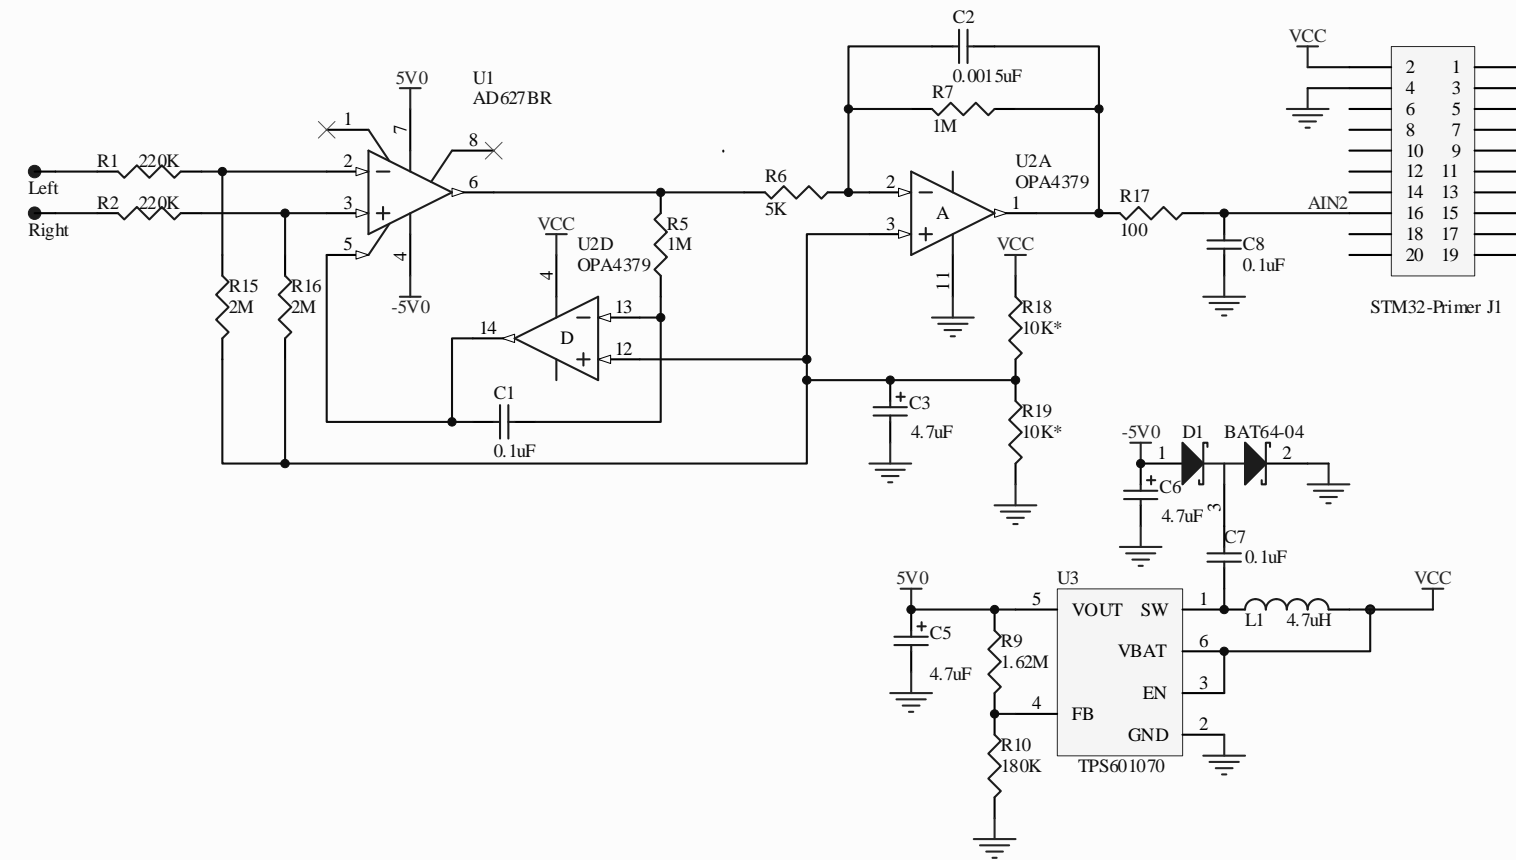 C2
0.0015uF
R7
1M
VCC
2 1
4 3
6 5
8 7
10 9
12 11
14 13
16 15
18 17
20 19
STM32-Primer J1
5V0
U1
AD627BR
7
1
8
R1 220K
Left
2
R2 220K
Right
3
6
5
4
-5V0
R15
2M
R16
2M
VCC
U2D
OPA4379
4
R5
1M
13
14
D
12
C1
0.1uF
R6
5K
2
3
U2A
OPA4379
A
1
11
R17
100
AIN2
C8
0.1uF
VCC
R18
10K*
R19
10K*
+
C3
4.7uF
-5V0
D1
BAT64-04
1
2
3
+
C6
4.7uF
C7
0.1uF
5V0
U3
VCC
5
VOUT
SW
1
L1
4.7uH
+
C5
4.7uF
R9
1.62M
VBAT
6
EN
3
4
FB
GND
2
R10
180K
TPS601070